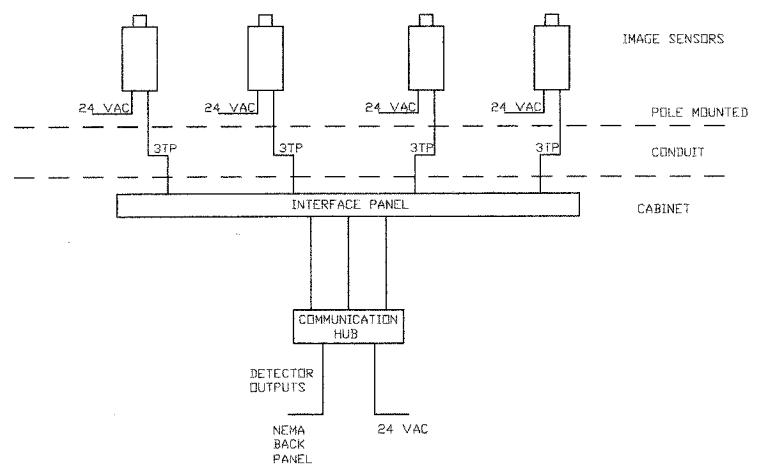 IMAGE SENSORS
24 VAC
24 VAC
24 VAC
24 VAC
POLE MOUNTED
3TP
3TP
3TP
3TP
CONDUIT
INTERFACE PANEL
CABINET
COMMUNICATION
HUB
DETECTOR
OUTPUTS
NEMA
BACK
PANEL
24 VAC